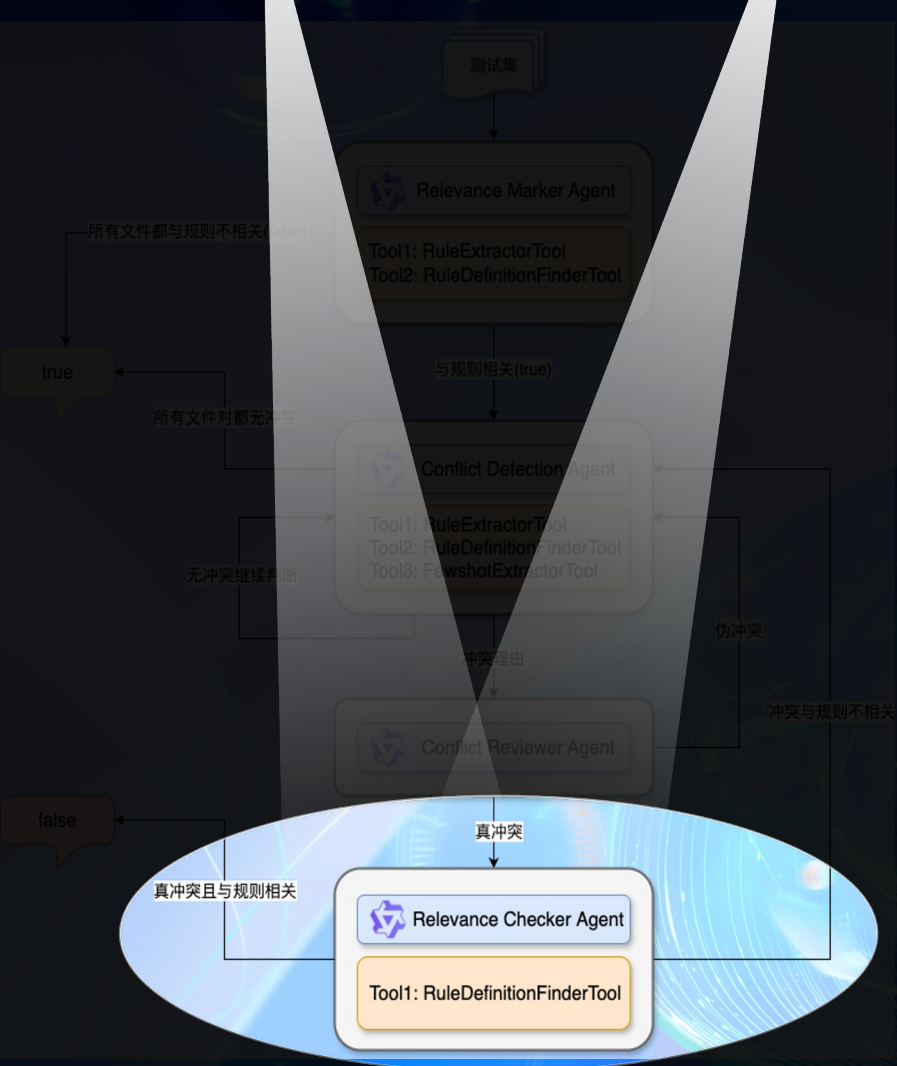 测试集
Relevance Marker Agent
所有文件都与规则不相关(false)
Tool1: RuleExtractorTool
Tool2: RuleDefinitionFinderTool
true
与规则相关(true)
所有文件对都无冲突
Conflict Detection Agent
Tool1: RuleExtractorTool
Tool2: RuleDefinitionFinderTool
Tool3: FewshotExtractorTool
无冲突继续判断
伪冲突
冲突理由
冲突与规则不相关
Conflict Reviewer Agent
false
真冲突
真冲突且与规则相关
Relevance Checker Agent
Tool1: RuleDefinitionFinderTool